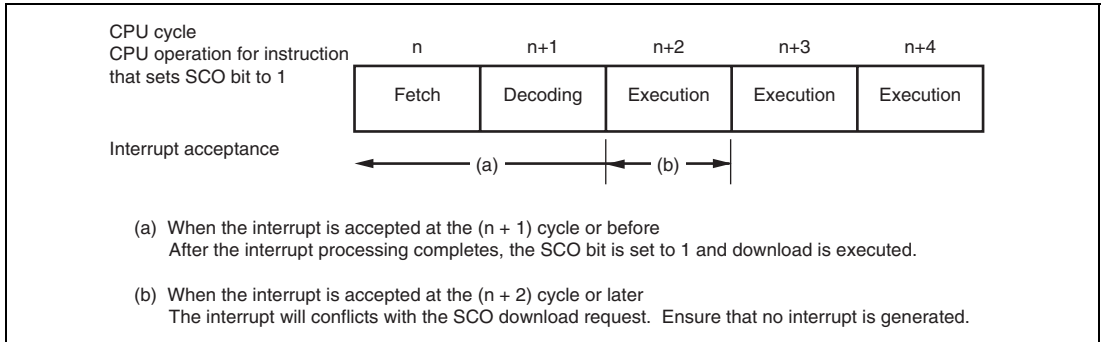 CPU cycle
CPU operation for instruction
that sets SCO bit to 1
n n+1 n+2 n+3 n+4
Fetch Decoding Execution Execution Execution
Interrupt acceptance
(a) (b)
(a) When the interrupt is accepted at the (n + 1) cycle or before
After the interrupt processing completes, the SCO bit is set to 1 and download is executed.
(b) When the interrupt is accepted at the (n + 2) cycle or later
The interrupt will conflicts with the SCO download request. Ensure that no interrupt is generated.